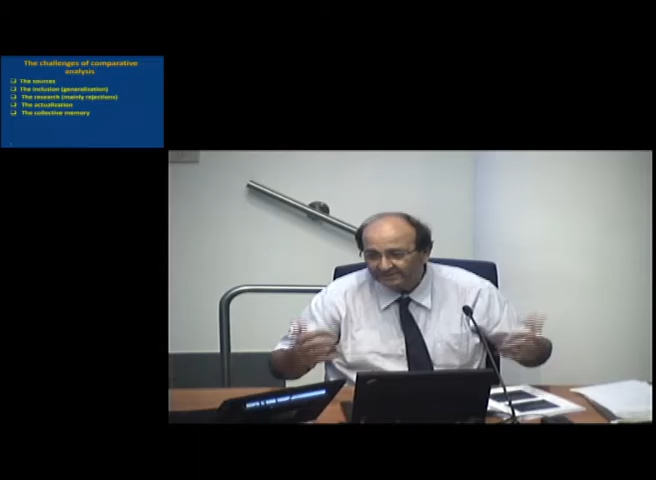 The challenges of comparative
analysis
❑ The sources
❑ The inclusion (generalization)
❑ The research (mainly rejections)
❑ The actualization
❑ The collective memory